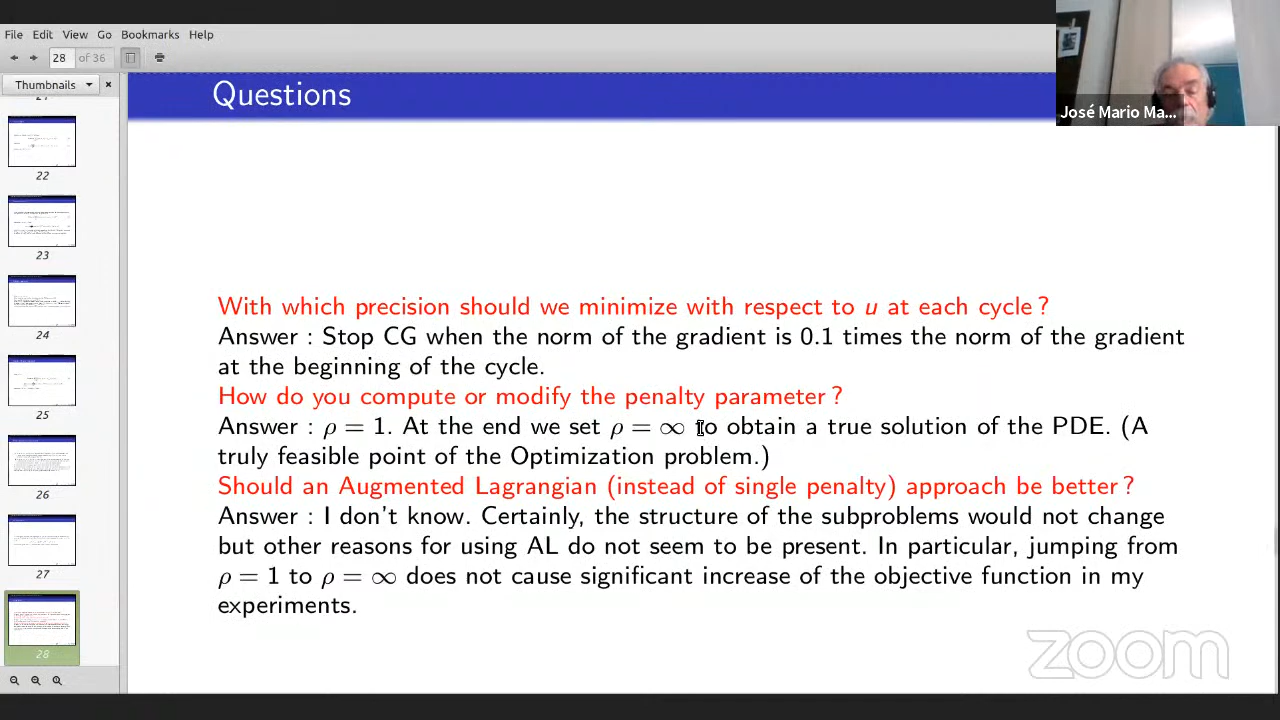 File Edit View Go Bookmarks Help
28 of 36
Thumbnails
Questions
José Mario Ma...
22
23
24
25
26
27
28
With which precision should we minimize with respect to u at each cycle ?
Answer : Stop CG when the norm of the gradient is 0.1 times the norm of the gradient
at the beginning of the cycle.
How do you compute or modify the penalty parameter ?
Answer : ρ = 1. At the end we set ρ = ∞ to obtain a true solution of the PDE. (A
truly feasible point of the Optimization problem.)
Should an Augmented Lagrangian (instead of single penalty) approach be better ?
Answer : I don't know. Certainly, the structure of the subproblems would not change
but other reasons for using AL do not seem to be present. In particular, jumping from
ρ = 1 to ρ = ∞ does not cause significant increase of the objective function in my
experiments.
zoom